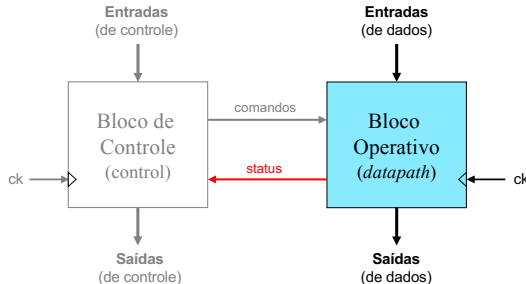 Entradas
(de controle)
Entradas
(de dados)
Bloco de
Controle
(control)
comandos
status
Bloco
Operativo
(datapath)
ck
ck
Saídas
(de controle)
Saídas
(de dados)